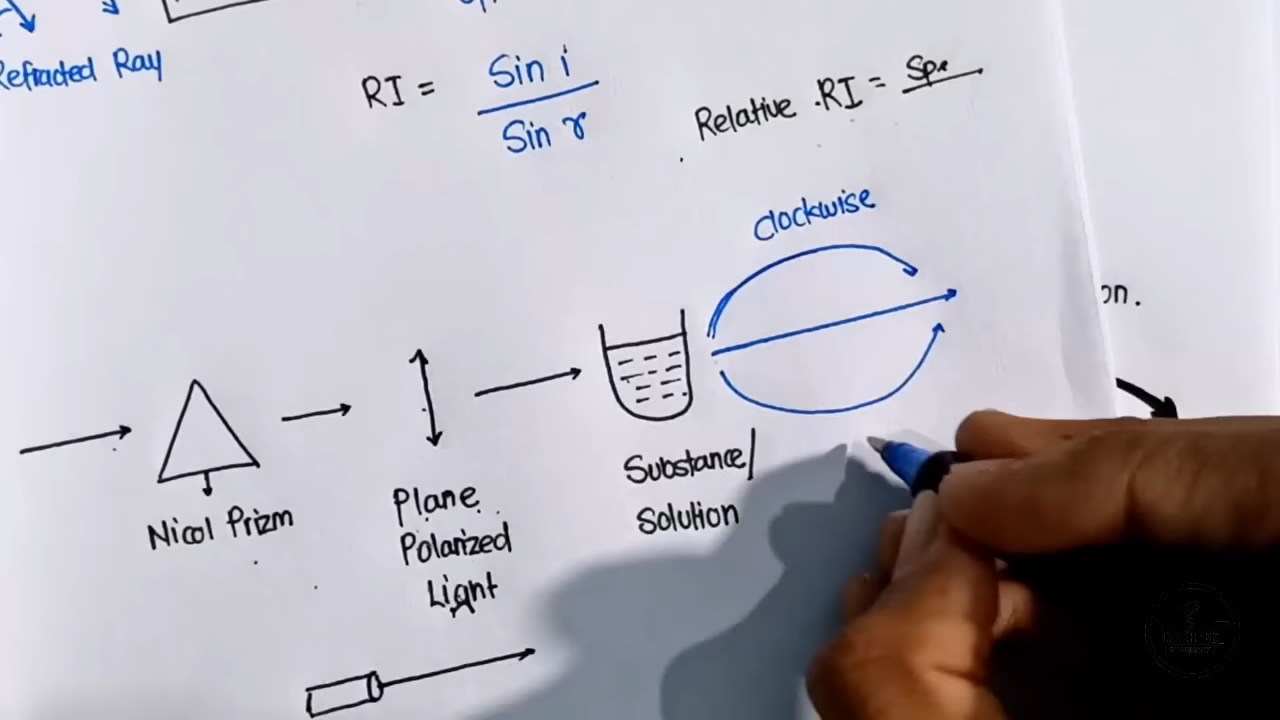 Refracted Ray
RI = Sin i
Sin r
Relative RI =
Clockwise
on.
Nicol Prizm
Plane
Polarized
Light
Substance/
Solution